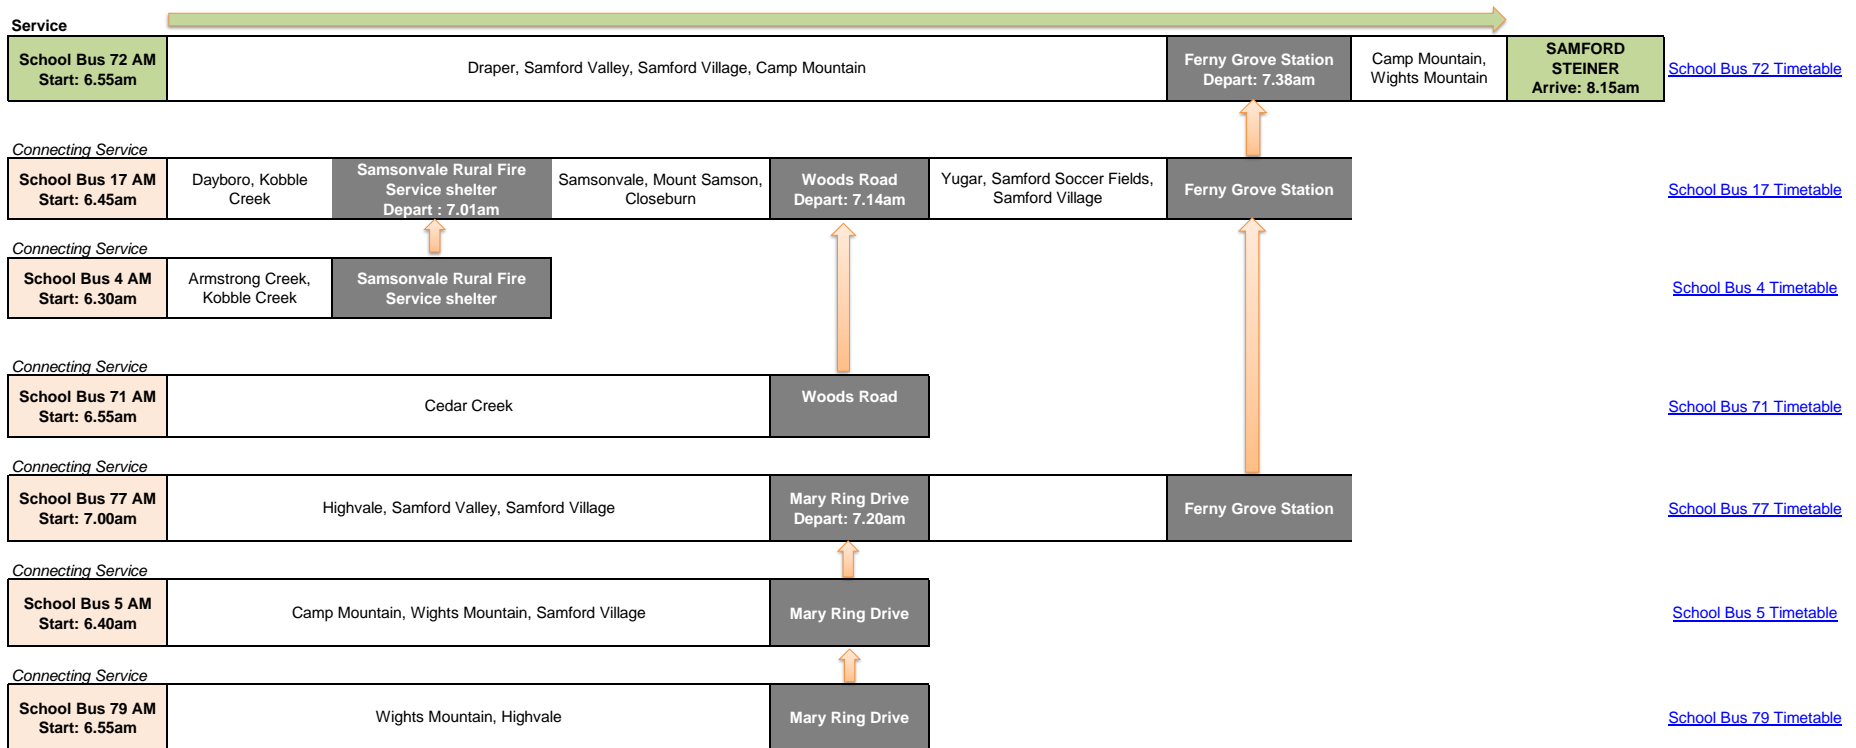 Service
School Bus 72 AM
Start: 6.55am
Draper, Samford Valley, Samford Village, Camp Mountain
Ferny Grove Station
Depart: 7.38am
Camp Mountain,
Wights Mountain
SAMFORD
STEINER
Arrive: 8.15am
School Bus 72 Timetable
Connecting Service
School Bus 17 AM
Start: 6.45am
Dayboro, Kobble
Creek
Samsonvale Rural Fire
Service shelter
Depart : 7.01am
Samsonvale, Mount Samson,
Closeburn
Woods Road
Depart: 7.14am
Yugar, Samford Soccer Fields,
Samford Village
Ferny Grove Station
School Bus 17 Timetable
Connecting Service
School Bus 4 AM
Start: 6.30am
Armstrong Creek,
Kobble Creek
Samsonvale Rural Fire
Service shelter
School Bus 4 Timetable
Connecting Service
School Bus 71 AM
Start: 6.55am
Cedar Creek
Woods Road
School Bus 71 Timetable
Connecting Service
School Bus 77 AM
Start: 7.00am
Highvale, Samford Valley, Samford Village
Mary Ring Drive
Depart: 7.20am
Ferny Grove Station
School Bus 77 Timetable
Connecting Service
School Bus 5 AM
Start: 6.40am
Camp Mountain, Wights Mountain, Samford Village
Mary Ring Drive
School Bus 5 Timetable
Connecting Service
School Bus 79 AM
Start: 6.55am
Wights Mountain, Highvale
Mary Ring Drive
School Bus 79 Timetable